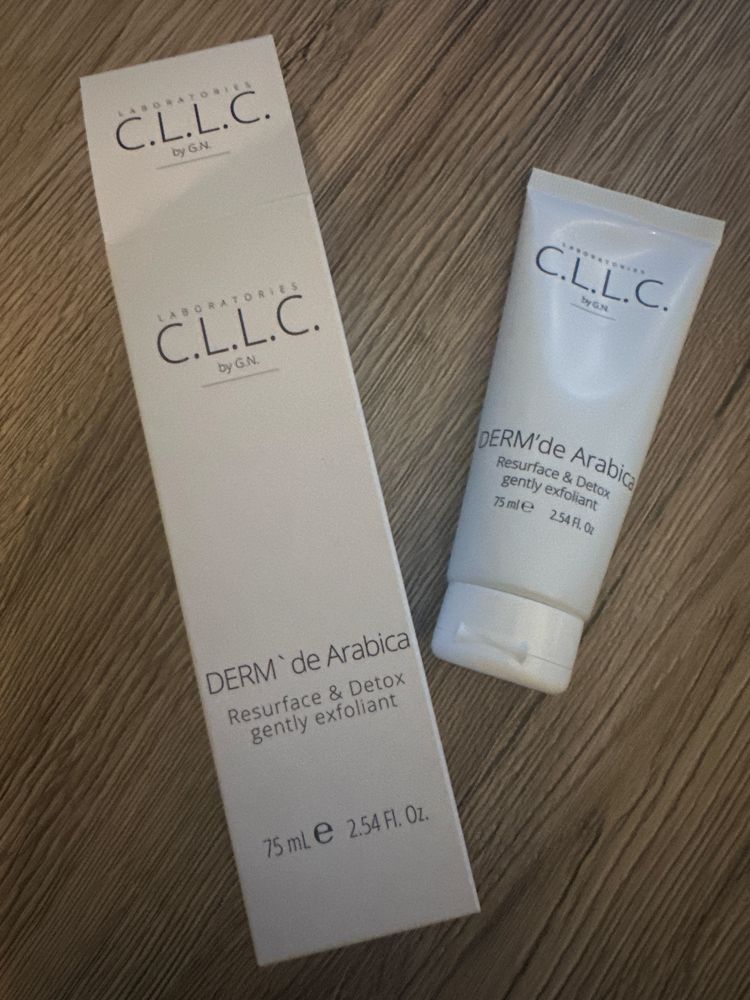 LABORATORIES
C.L.L.C.
by G.N.
LABORATORIES
C.L.L.C.
by G.N.
DERM`de Arabica
Resurface & Detox
gently exfoliant
75 mL ℮ 2.54 Fl. Oz.
LABORATORIES
C.L.L.C.
by G.N.
DERM'de Arabica
Resurface & Detox
gently exfoliant
75 ml ℮ 2.54 Fl. Oz